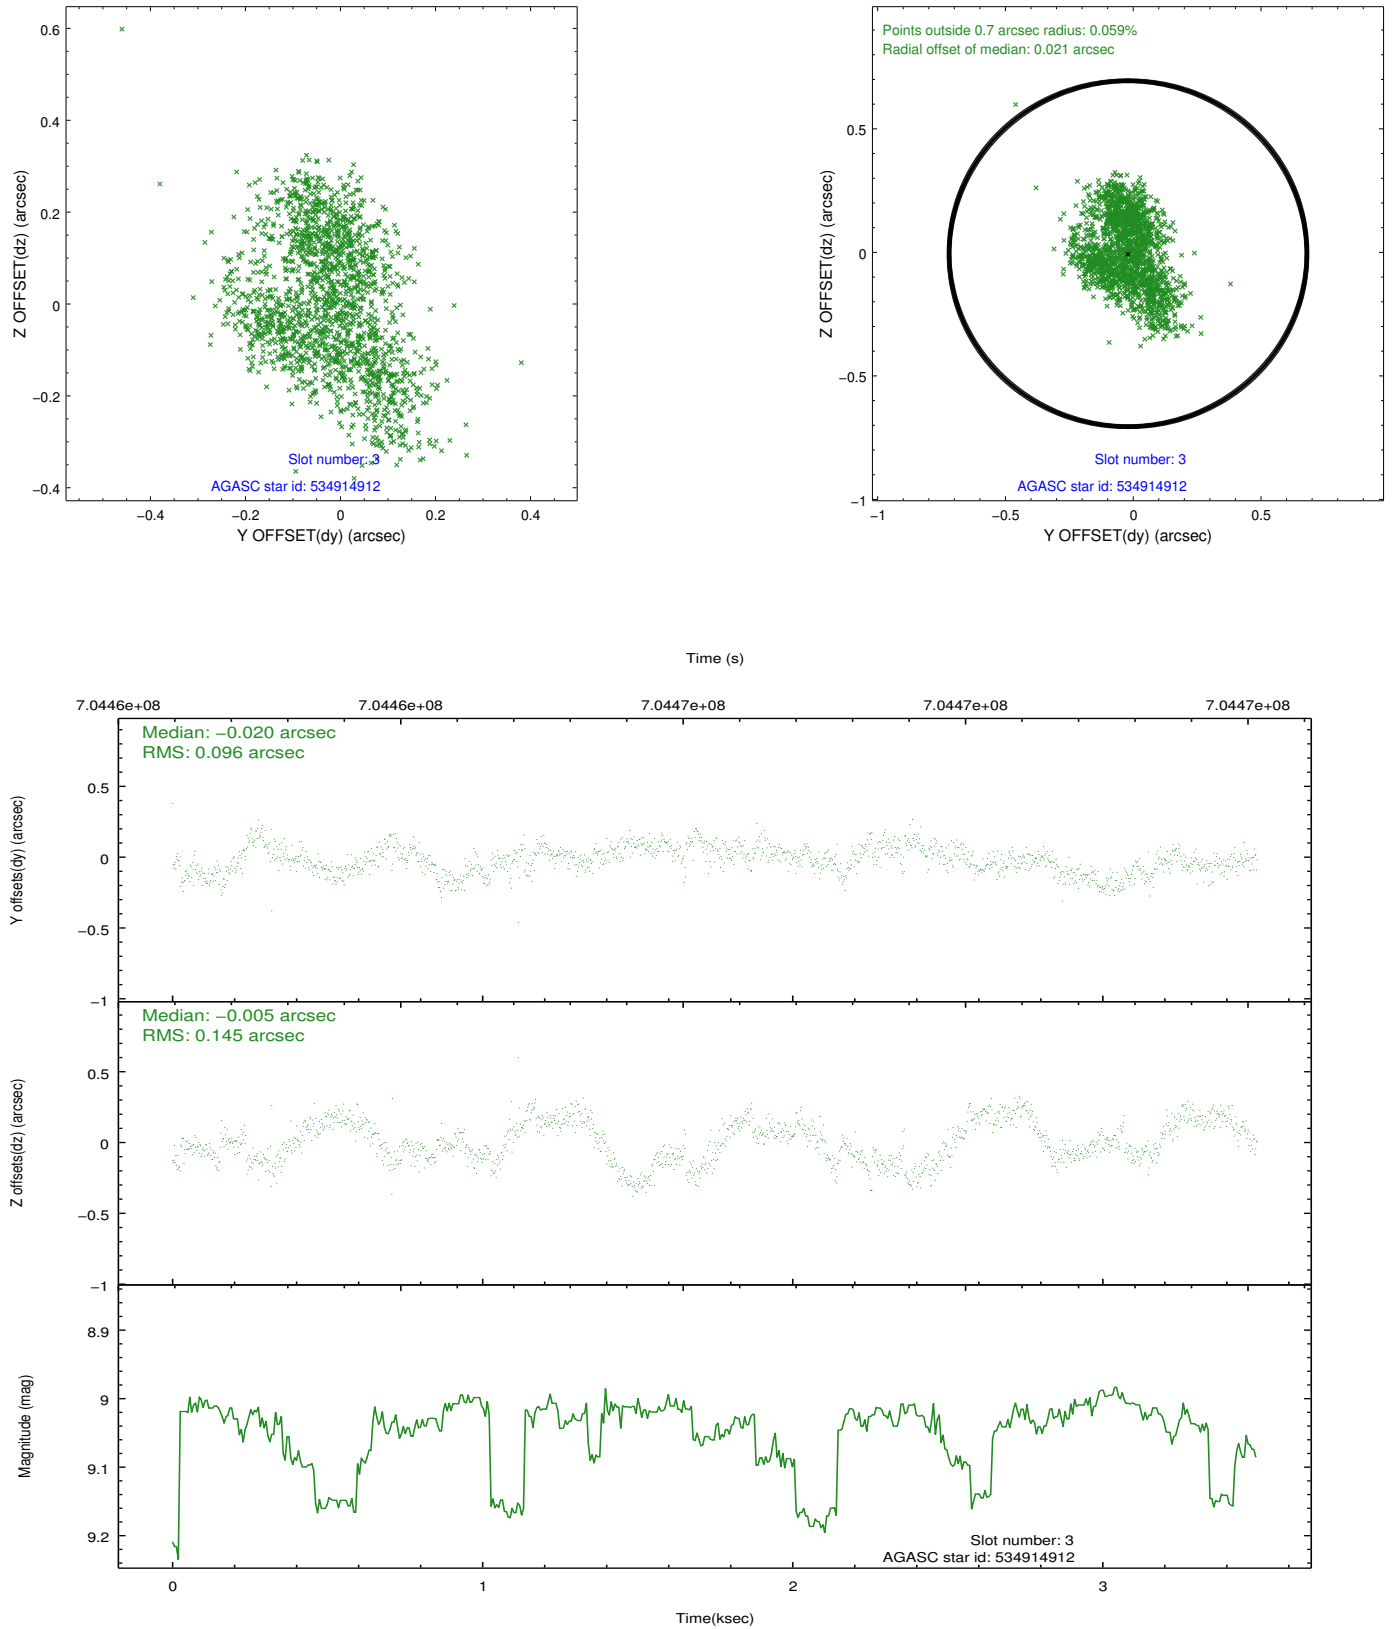 0.6
0.4
0.2
0
−0.2
−0.4
−0.4
−0.2
0
0.2
0.4
Z OFFSET(dz) (arcsec)
Y OFFSET(dy) (arcsec)
Slot number: 3
AGASC star id: 534914912
Points outside 0.7 arcsec radius: 0.059%
Radial offset of median: 0.021 arcsec
0.5
0
−0.5
−1
−1
−0.5
0
0.5
Z OFFSET(dz) (arcsec)
Y OFFSET(dy) (arcsec)
Slot number: 3
AGASC star id: 534914912
Time (s)
7.0446e+08
7.0446e+08
7.0447e+08
7.0447e+08
7.0447e+08
Median: −0.020 arcsec
RMS: 0.096 arcsec
0.5
0
−0.5
−1
Y offsets(dy) (arcsec)
Median: −0.005 arcsec
RMS: 0.145 arcsec
0.5
0
−0.5
−1
Z offsets(dz) (arcsec)
8.9
9
9.1
9.2
Magnitude (mag)
Slot number: 3
AGASC star id: 534914912
0
1
2
3
Time(ksec)